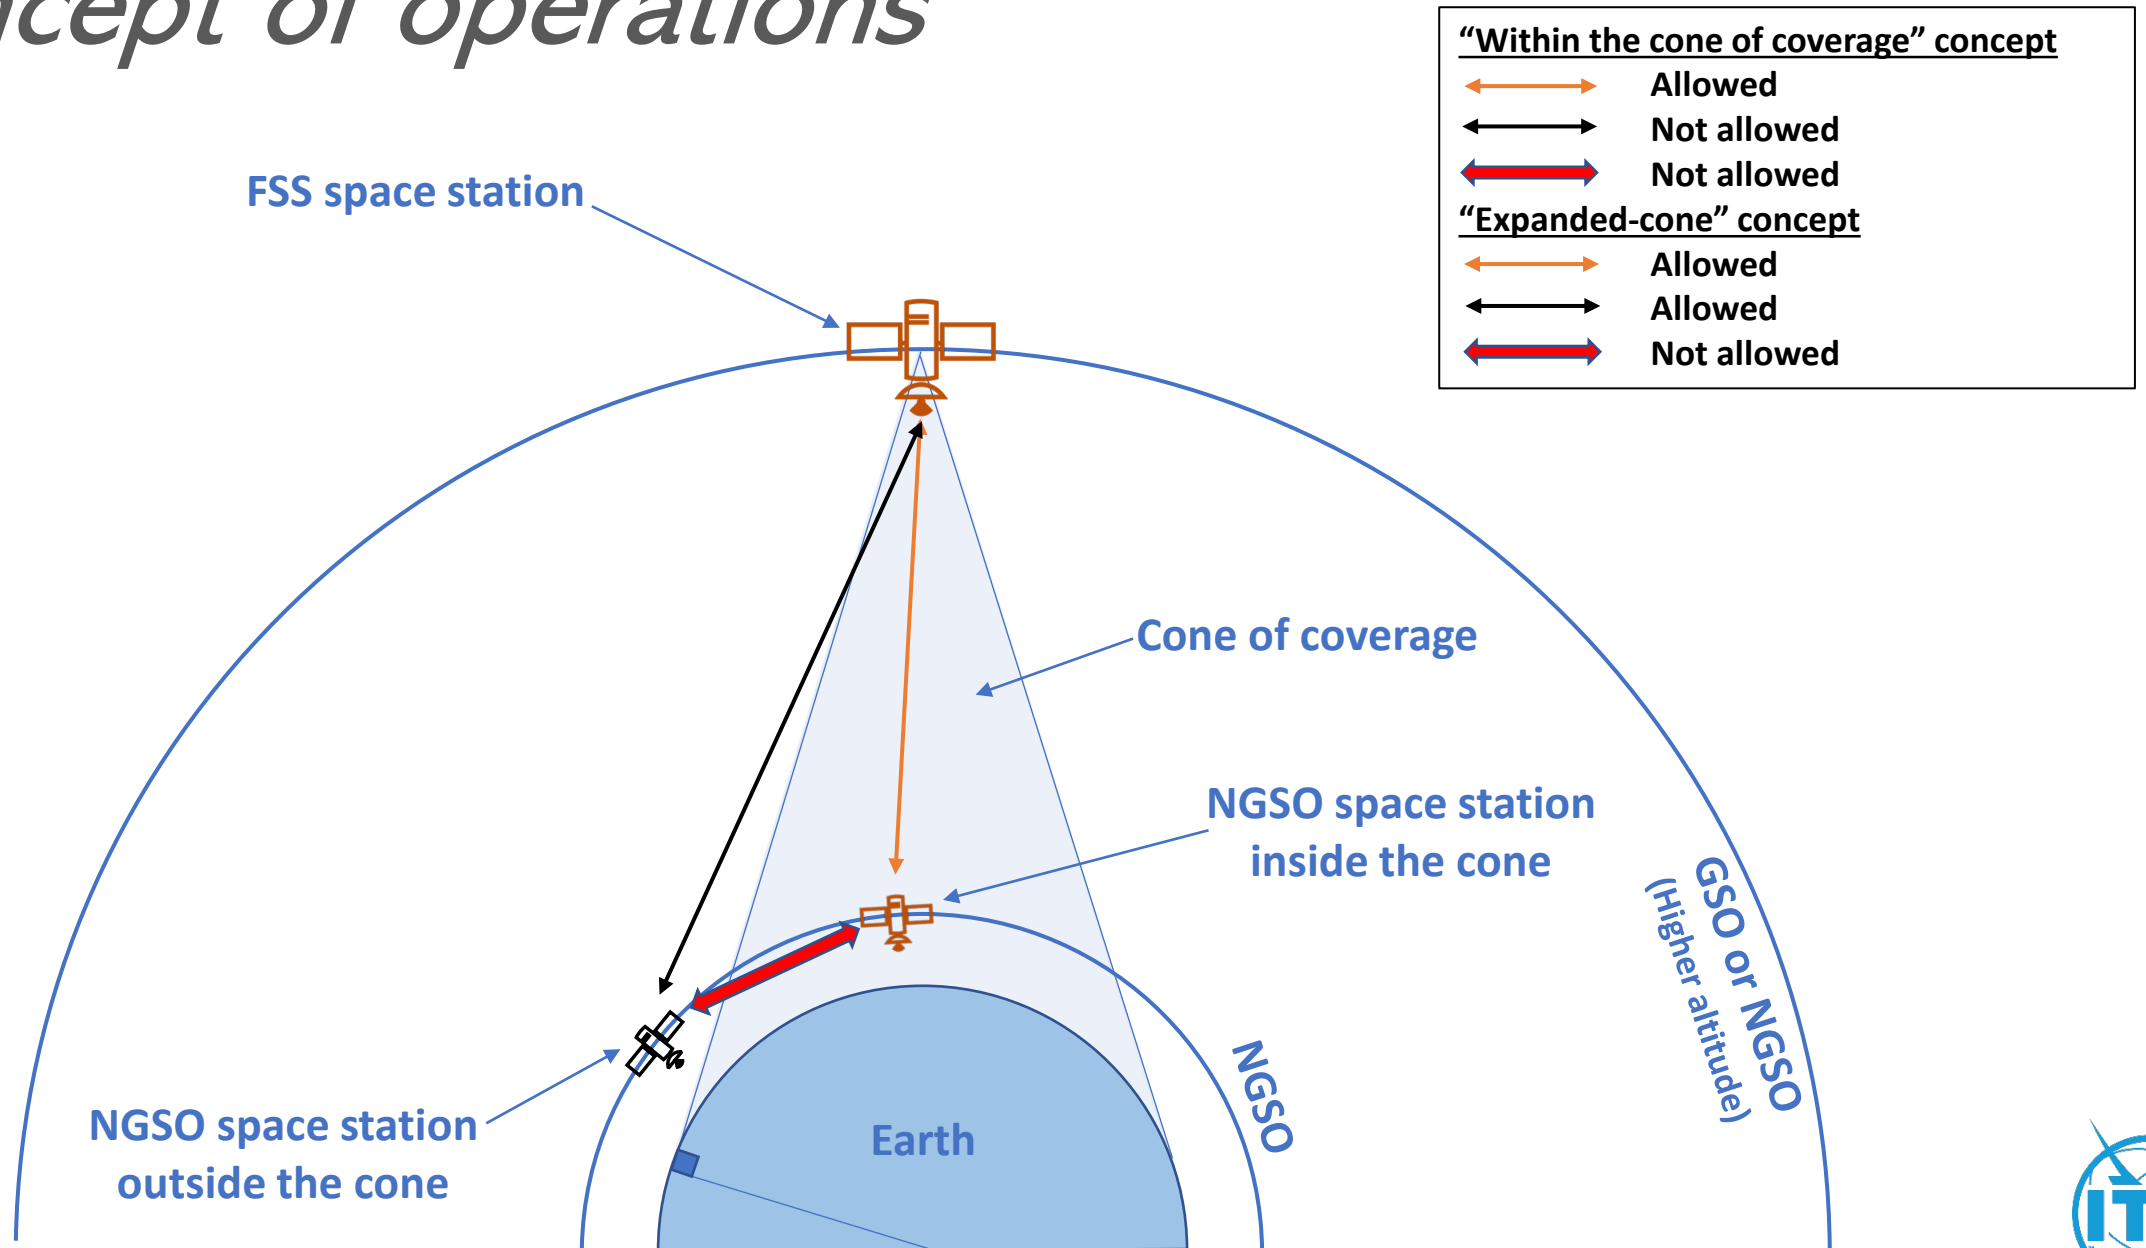 of operations
“Within the cone of coverage” concept
Allowed
Not allowed
Not allowed
“Expanded-cone” concept
Allowed
Allowed
Not allowed
FSS space station
Cone of coverage
NGSO space station
inside the cone
GSO or NGSO
(Higher altitude)
NGSO
NGSO space station
outside the cone
Earth